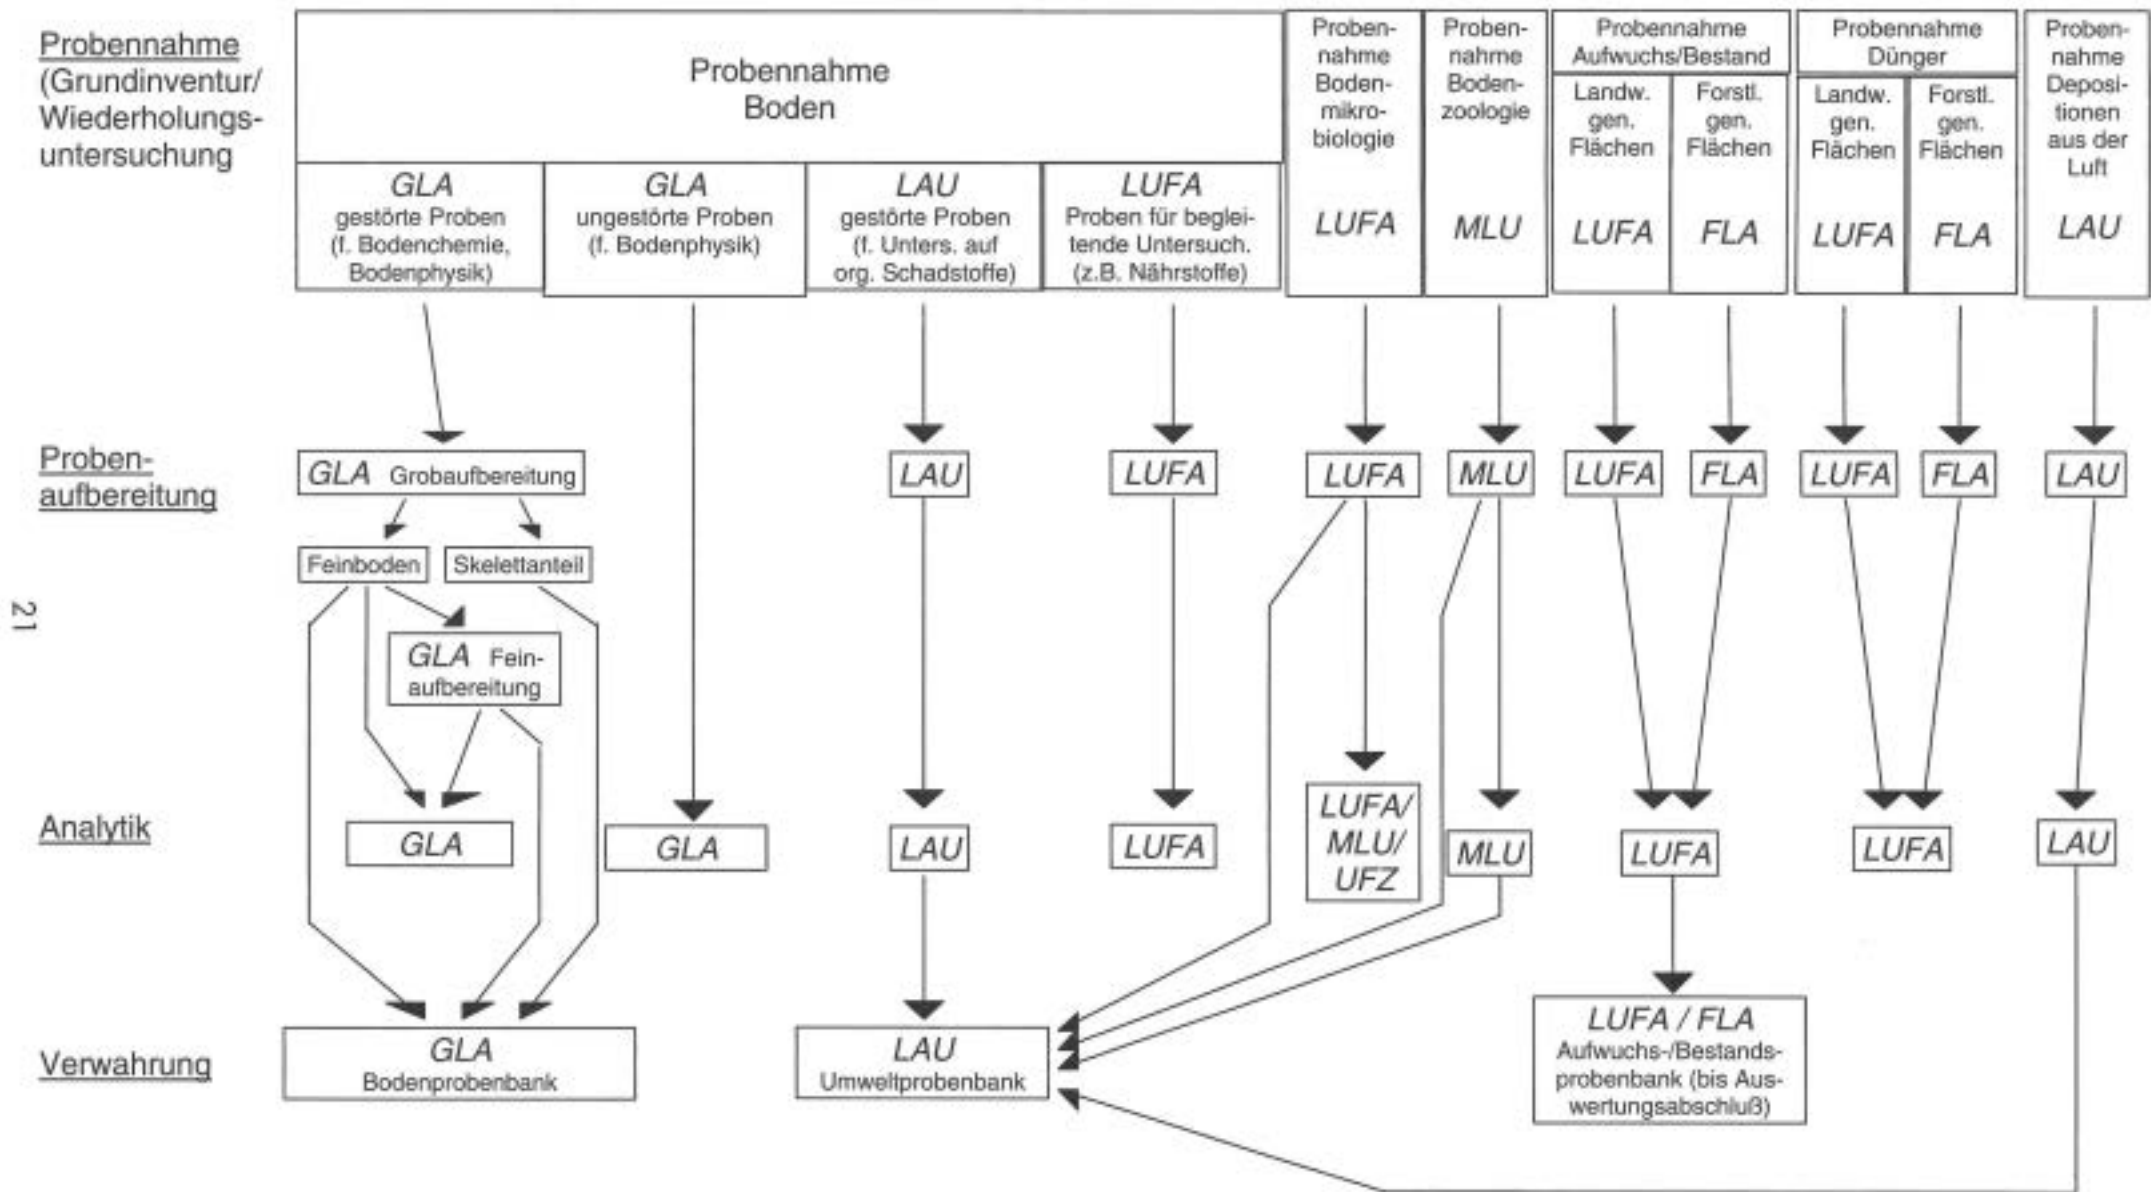 Probennahme
(Grundinventur/
Wiederholungs-
untersuchung
Probennahme
Boden
GLA
gestörte Proben
(f. Bodenchemie,
Bodenphysik)
GLA
ungestörte Proben
(f. Bodenphysik)
LAU
gestörte Proben
(f. Unters. auf
org. Schadstoffe)
LUFA
Proben für beglei-
tende Untersuch.
(z.B. Nährstoffe)
Proben-
nahme
Boden-
mikro-
biologie
LUFA
Proben-
nahme
Boden-
zoologie
MLU
Probennahme
Aufwuchs/Bestand
Landw.
gen.
Flächen
LUFA
Forstl.
gen.
Flächen
FLA
Probennahme
Dünger
Landw.
gen.
Flächen
LUFA
Forstl.
gen.
Flächen
FLA
Proben-
nahme
Deposi-
tionen
aus der
Luft
LAU
Proben-
aufbereitung
GLA Grobaufbereitung
LAU
LUFA
LUFA
MLU
LUFA
FLA
LUFA
FLA
LAU
Feinboden
Skelettanteil
GLA Fein-
aufbereitung
21
Analytik
GLA
GLA
LAU
LUFA
LUFA/
MLU/
UFZ
MLU
LUFA
LUFA
LAU
Verwahrung
GLA
Bodenprobenbank
LAU
Umweltprobenbank
LUFA / FLA
Aufwuchs-/Bestands-
probenbank (bis Aus-
wertungsabschluß)